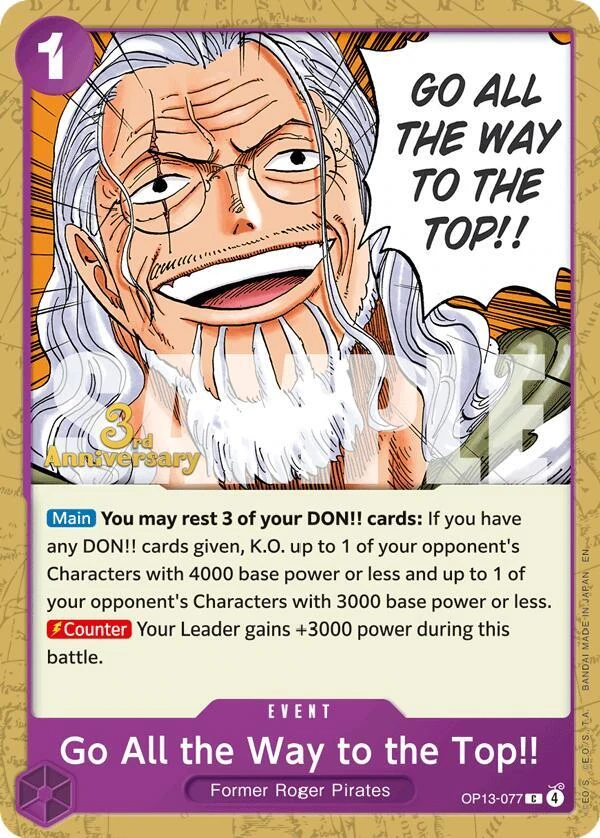 DLICHES EYSMEER
1
GO ALL
THE WAY
TO THE
TOP!!
SAMPLE
3rd
Anniversary
Main You may rest 3 of your DON!! cards: If you have
any DON!! cards given, K.O. up to 1 of your opponent's
Characters with 4000 base power or less and up to 1 of
your opponent's Characters with 3000 base power or less.
Counter Your Leader gains +3000 power during this
battle.
EVENT
Go All the Way to the Top!!
Former Roger Pirates
OP13-077 C 4
©E.O./S. ©E.O./S.,T.A. BANDAI MADE IN JAPAN EN